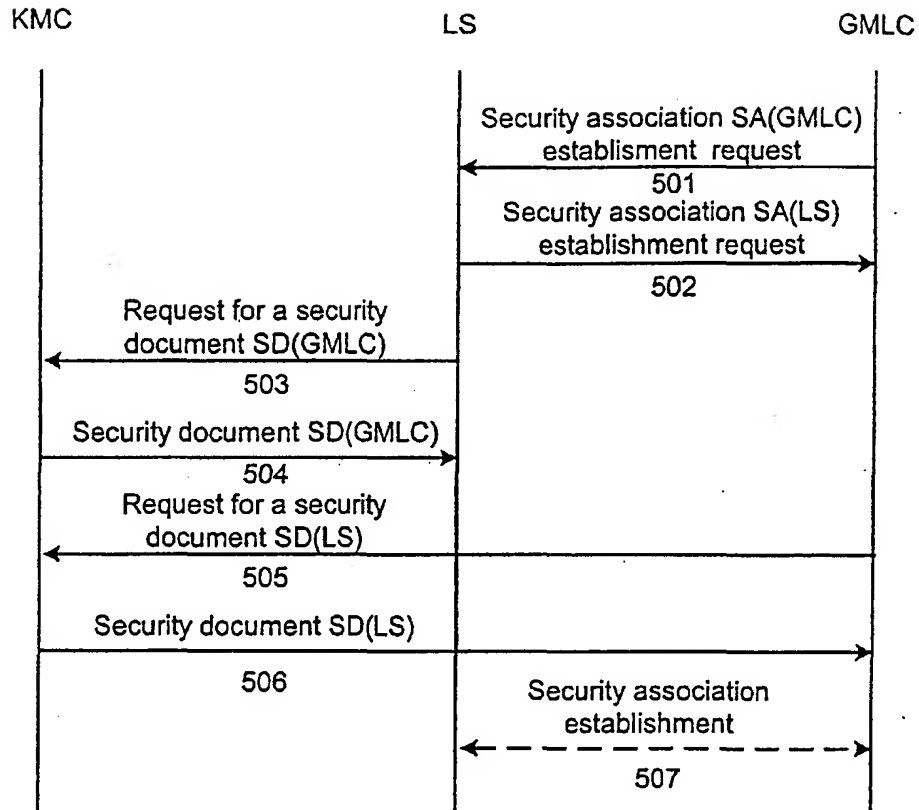 KMC
LS
GMLC
Security association SA(GMLC)
establisment request
501
Security association SA(LS)
establishment request
502
Request for a security
document SD(GMLC)
503
Security document SD(GMLC)
504
Request for a security
document SD(LS)
505
Security document SD(LS)
506
Security association
establishment
507